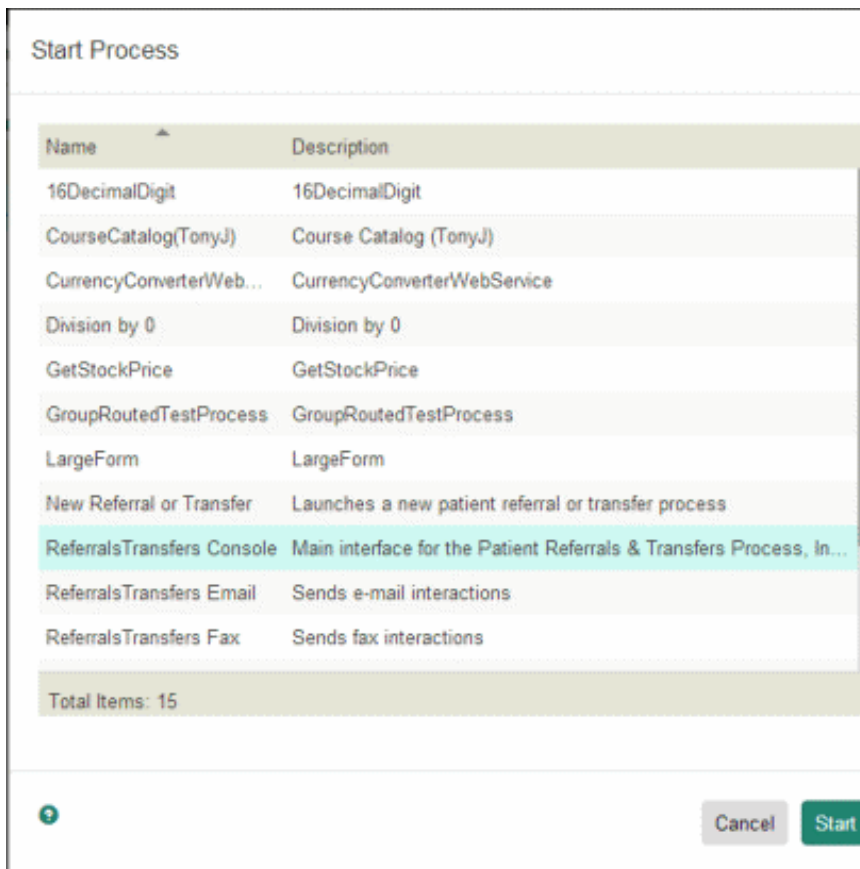 Start Process
Name Description
16DecimalDigit 16DecimalDigit
CourseCatalog(TonyJ) Course Catalog (TonyJ)
CurrencyConverterWeb... CurrencyConverterWebService
Division by 0 Division by 0
GetStockPrice GetStockPrice
GroupRoutedTestProcess GroupRoutedTestProcess
LargeForm LargeForm
New Referral or Transfer Launches a new patient referral or transfer process
ReferralsTransfers Console Main interface for the Patient Referrals & Transfers Process, In...
ReferralsTransfers Email Sends e-mail interactions
ReferralsTransfers Fax Sends fax interactions
Total Items: 15
? Cancel Start